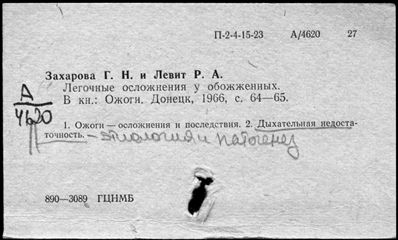 П-2-4-15-23 А/4620 27
Захарова Г. Н. и Левит Р. А.
Легочные осложнения у обожженных.
В кн.: Ожоги. Донецк, 1966, с. 64—65.
А
4620
1. Ожоги — осложнения и последствия. 2. Дыхательная недоста-
точность. — этиология и патогенез
890—3089 ГЦНМБ